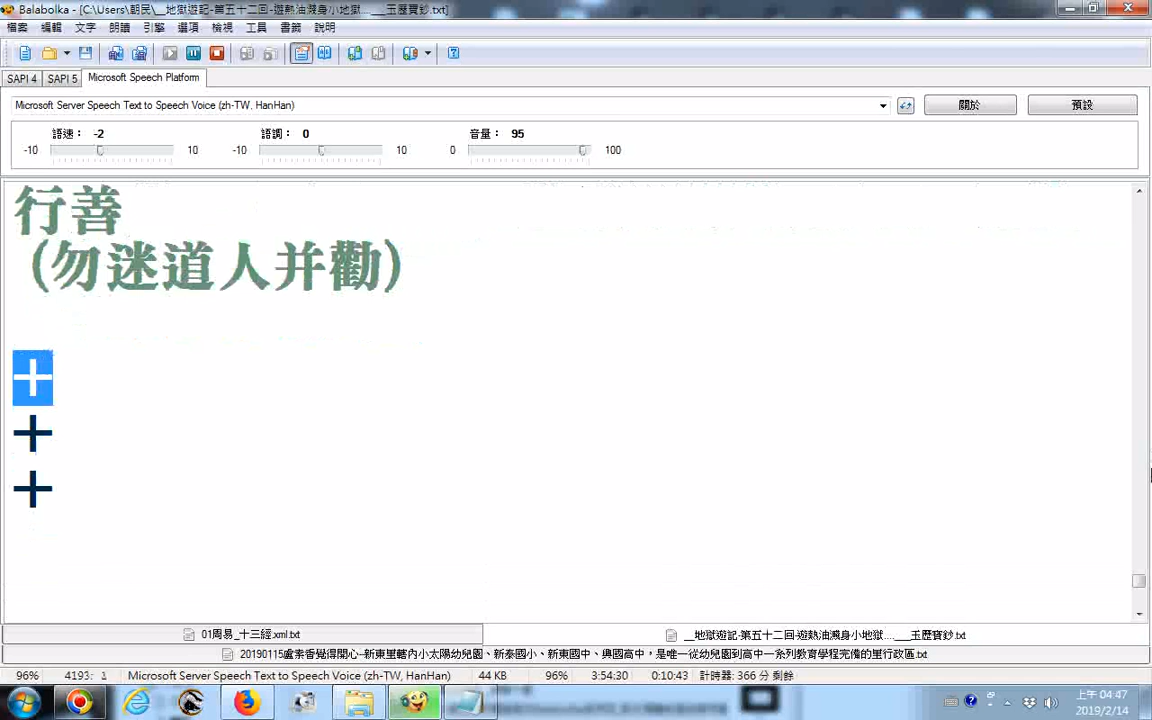 Balabolka - [C:\Users\朝民\__地獄遊記-第五十二回-遊熱油濺身小地獄....___玉歷寶鈔.txt]
檔案 編輯 文字 朗讀 引擎 選項 檢視 工具 書籤 說明
SAPI 4 SAPI 5 Microsoft Speech Platform
Microsoft Server Speech Text to Speech Voice (zh-TW, HanHan) 關於 預設
語速： -2 語調： 0 音量： 95
-10 10 -10 10 0 100
行善
(勿迷道人并勸)
+
+
+
01周易_十三經.xml.txt __地獄遊記-第五十二回-遊熱油濺身小地獄....___玉歷寶鈔.txt
20190115盧素香覺得開心-新東里轄內小太陽幼兒園、新泰國小、新東國中、興國高中，是唯一從幼兒園到高中一系列教育學程完備的里行政區.txt
96% 4193: 1 Microsoft Server Speech Text to Speech Voice (zh-TW, HanHan) 44 KB 96% 3:54:30 0:10:43 計時器: 366 分 剩餘
上午 04:47
2019/2/14